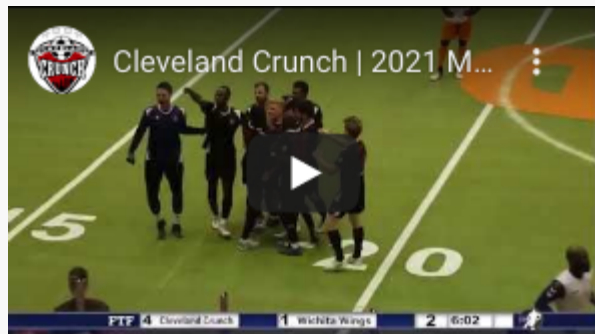 Cleveland Crunch | 2021 M...
CRUNCH
15
20
PTF 4 Cleveland Crunch 1 Wichita Wings 2 6:02